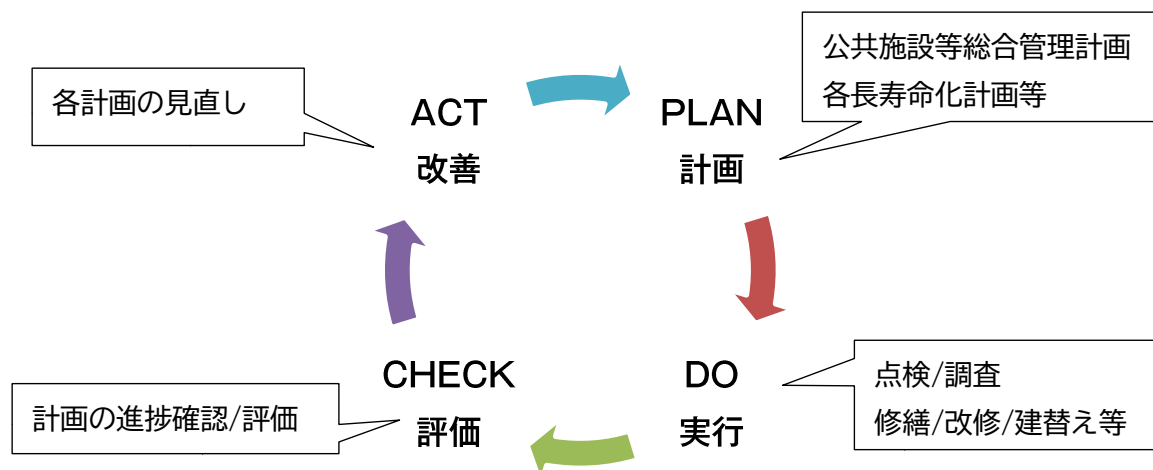 公共施設等総合管理計画
各長寿命化計画等
各計画の見直し
ACT
改善
PLAN
計画
CHECK
評価
DO
実行
点検/調査
修繕/改修/建替え等
計画の進捗確認/評価